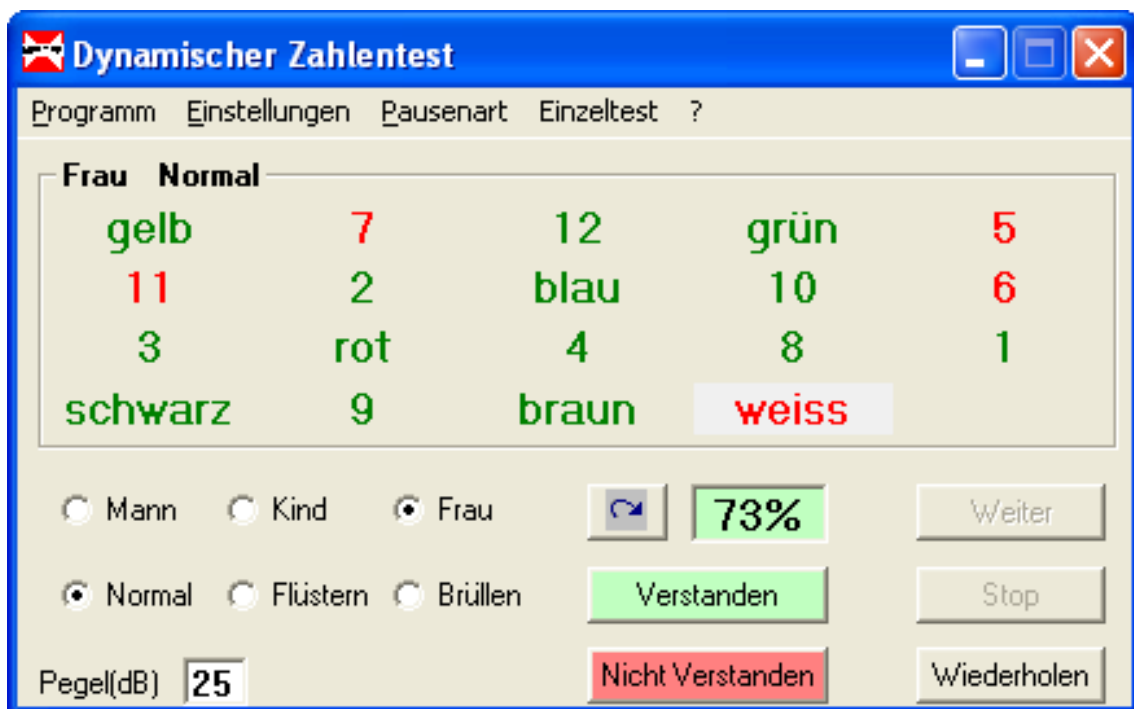 Dynamischer Zahlentest
Programm Einstellungen Pausenart Einzeltest ?
Frau Normal
gelb 7 12 grün 5
11 2 blau 10 6
3 rot 4 8 1
schwarz 9 braun weiss
Mann Kind Frau 73% Weiter
Normal Flüstern Brüllen Verstanden Stop
Pegel(dB) 25 Nicht Verstanden Wiederholen